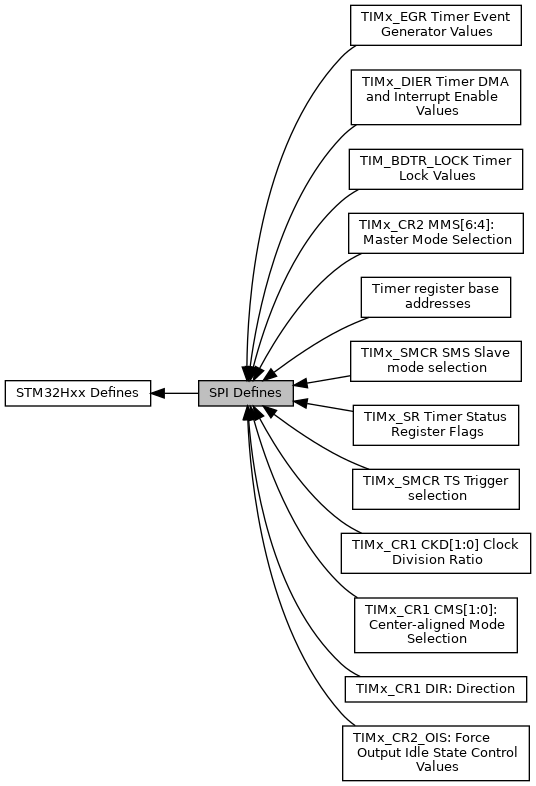 TIMx_EGR Timer Event
Generator Values
TIMx_DIER Timer DMA
and Interrupt Enable
Values
TIM_BDTR_LOCK Timer
Lock Values
TIMx_CR2 MMS[6:4]:
Master Mode Selection
Timer register base
addresses
TIMx_SMCR SMS Slave
mode selection
STM32Hxx Defines
SPI Defines
TIMx_SR Timer Status
Register Flags
TIMx_SMCR TS Trigger
selection
TIMx_CR1 CKD[1:0] Clock
Division Ratio
TIMx_CR1 CMS[1:0]:
Center-aligned Mode
Selection
TIMx_CR1 DIR: Direction
TIMx_CR2_OIS: Force
Output Idle State Control
Values